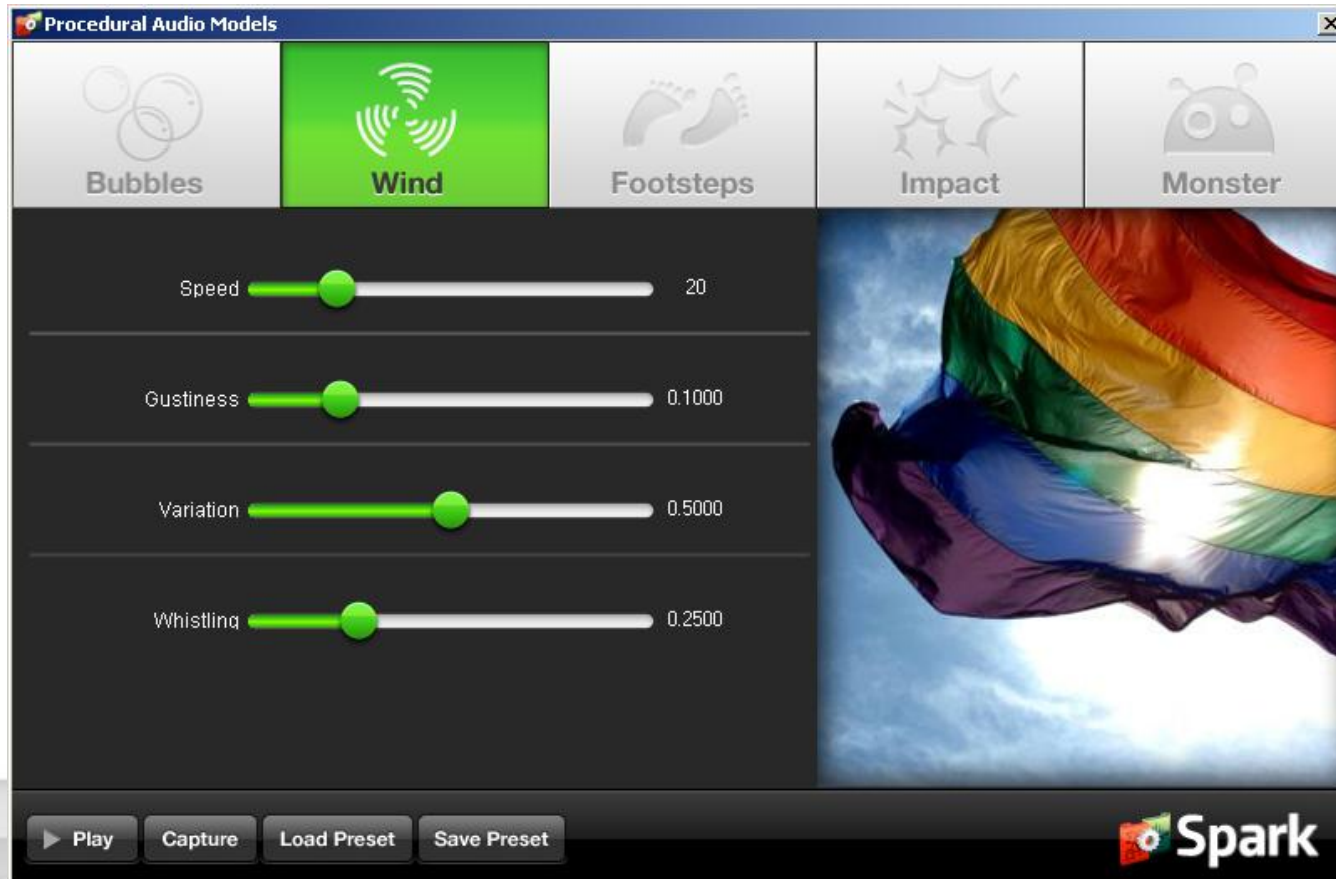 Procedural Audio Models
Bubbles Wind Footsteps Impact Monster
Speed 20
Gustiness 0.1000
Variation 0.5000
Whistling 0.2500
Play Capture Load Preset Save Preset Spark